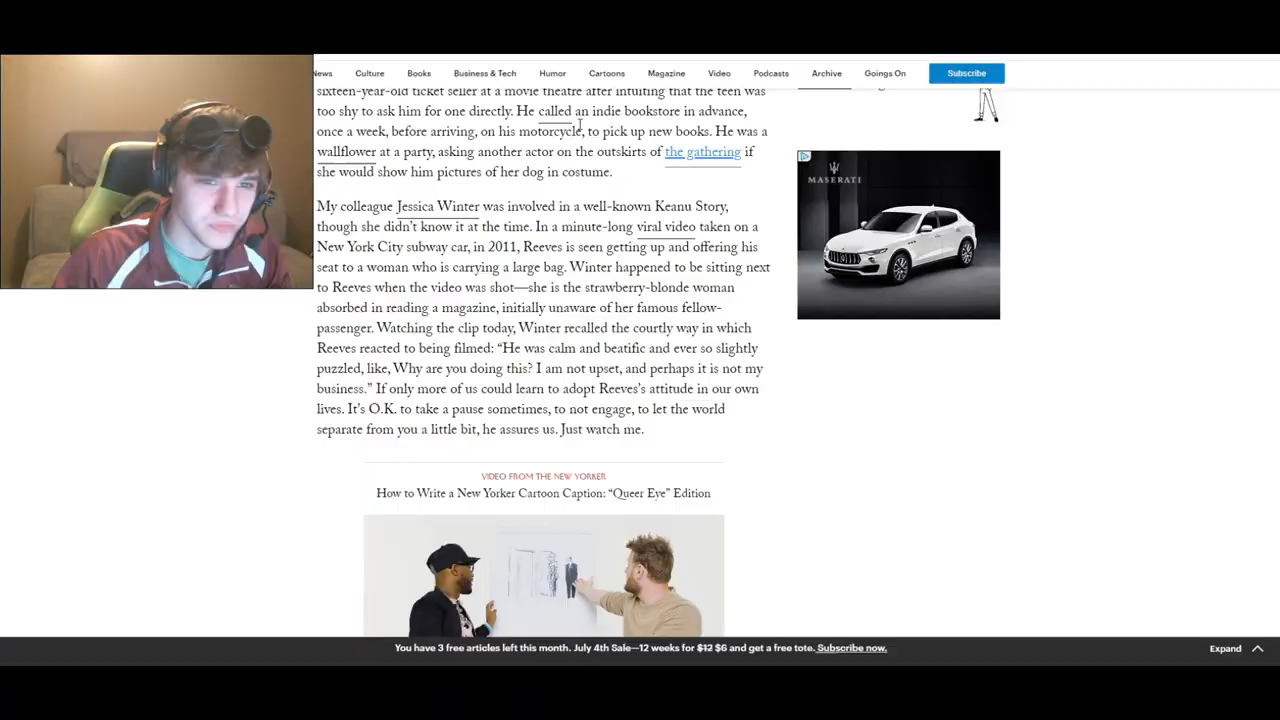 News Culture Books Business & Tech Humor Cartoons Magazine Video Podcasts Archive Goings On Subscribe
sixteen-year-old ticket seller at a movie theatre after intuiting that the teen was
too shy to ask him for one directly. He called an indie bookstore in advance,
once a week, before arriving, on his motorcycle, to pick up new books. He was a
wallflower at a party, asking another actor on the outskirts of the gathering if
she would show him pictures of her dog in costume.
My colleague Jessica Winter was involved in a well-known Keanu Story,
though she didn't know it at the time. In a minute-long viral video taken on a
New York City subway car, in 2011, Reeves is seen getting up and offering his
seat to a woman who is carrying a large bag. Winter happened to be sitting next
to Reeves when the video was shot—she is the strawberry-blonde woman
absorbed in reading a magazine, initially unaware of her famous fellow-
passenger. Watching the clip today, Winter recalled the courtly way in which
Reeves reacted to being filmed: “He was calm and beatific and ever so slightly
puzzled, like, Why are you doing this? I am not upset, and perhaps it is not my
business.” If only more of us could learn to adopt Reeves's attitude in our own
lives. It's O.K. to take a pause sometimes, to not engage, to let the world
separate from you a little bit, he assures us. Just watch me.
MASERATI
VIDEO FROM THE NEW YORKER
How to Write a New Yorker Cartoon Caption: “Queer Eye” Edition
You have 3 free articles left this month. July 4th Sale—12 weeks for $12 $6 and get a free tote. Subscribe now.
Expand